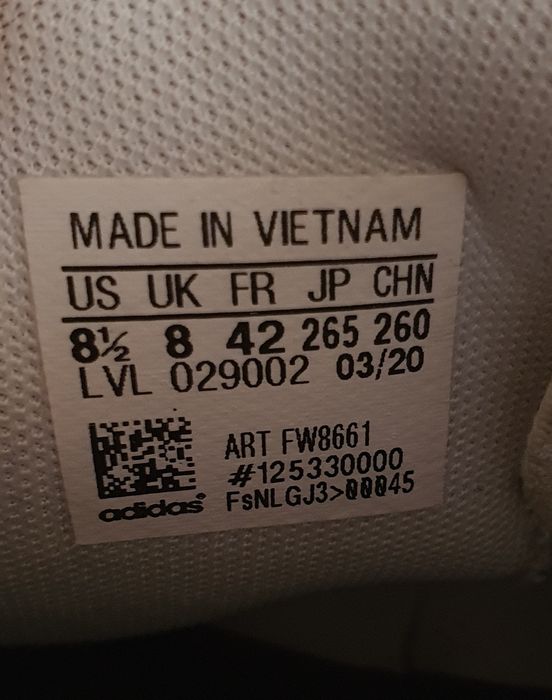 MADE IN VIETNAM
US UK FR JP CHN
8½ 8 42 265 260
LVL 029002 03/20
ART FW8661
#125330000
FsNLGJ3>00045
adidas